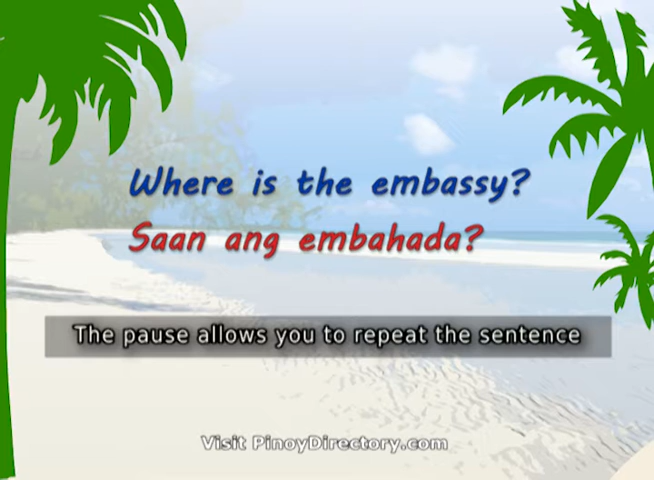 Where is the embassy?
Saan ang embahada?
The pause allows you to repeat the sentence
Visit PinoyDirectory.com